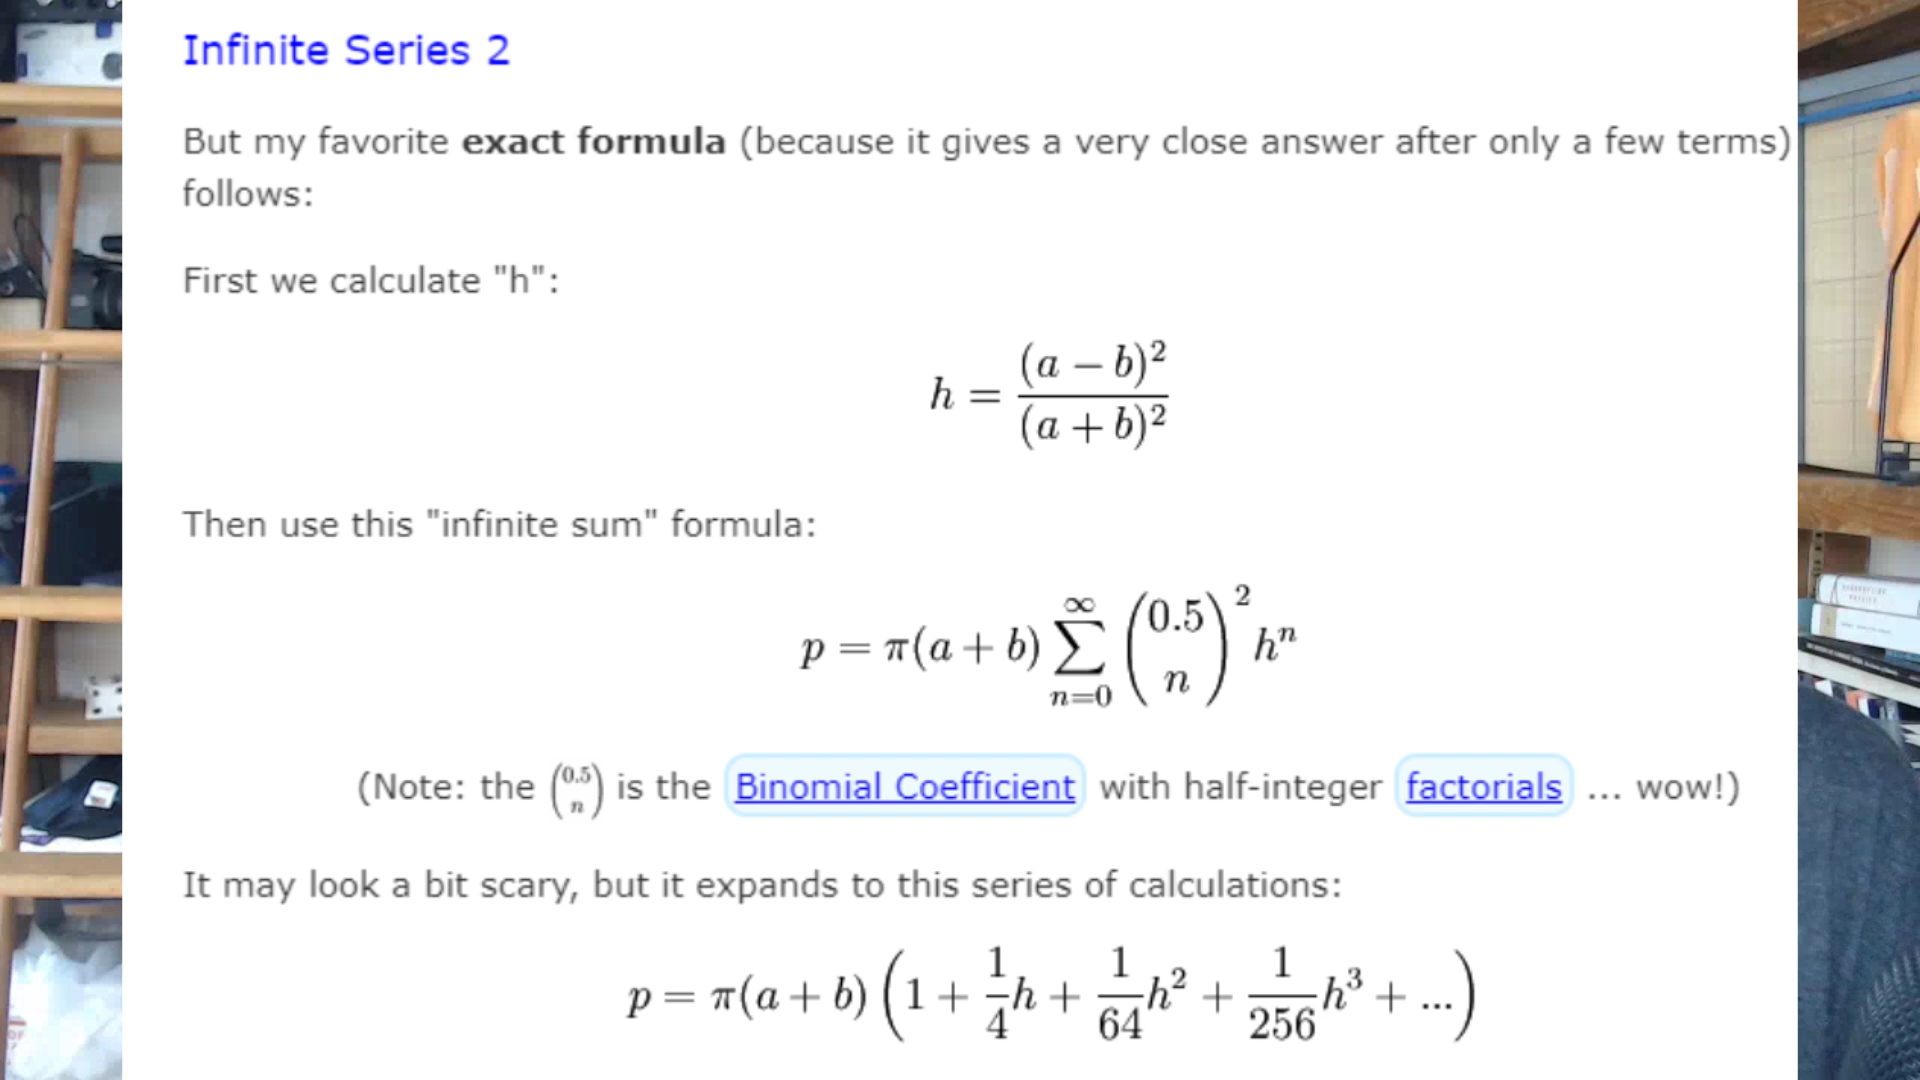 Infinite Series 2
But my favorite exact formula (because it gives a very close answer after only a few terms)
follows:
First we calculate "h":
h = (a − b)² / (a + b)²
Then use this "infinite sum" formula:
p = π(a + b) ∑_{n=0}^{∞} (0.5 n)² hⁿ
(Note: the (0.5 n) is the Binomial Coefficient with half-integer factorials ... wow!)
It may look a bit scary, but it expands to this series of calculations:
p = π(a + b) (1 + 1/4 h + 1/64 h² + 1/256 h³ + ...)